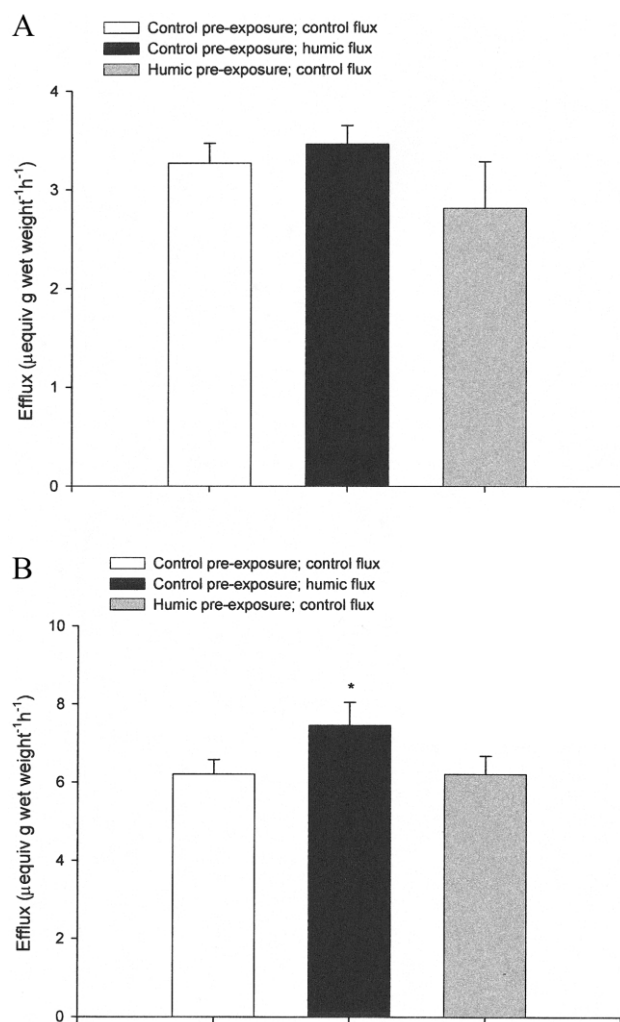 A
Control pre-exposure; control flux
Control pre-exposure; humic flux
Humic pre-exposure; control flux
4
3
2
1
0
Efflux (μequiv g wet weight⁻¹h⁻¹)
B
Control pre-exposure; control flux
Control pre-exposure; humic flux
Humic pre-exposure; control flux
10
8
6
4
2
0
*
Efflux (μequiv g wet weight⁻¹h⁻¹)